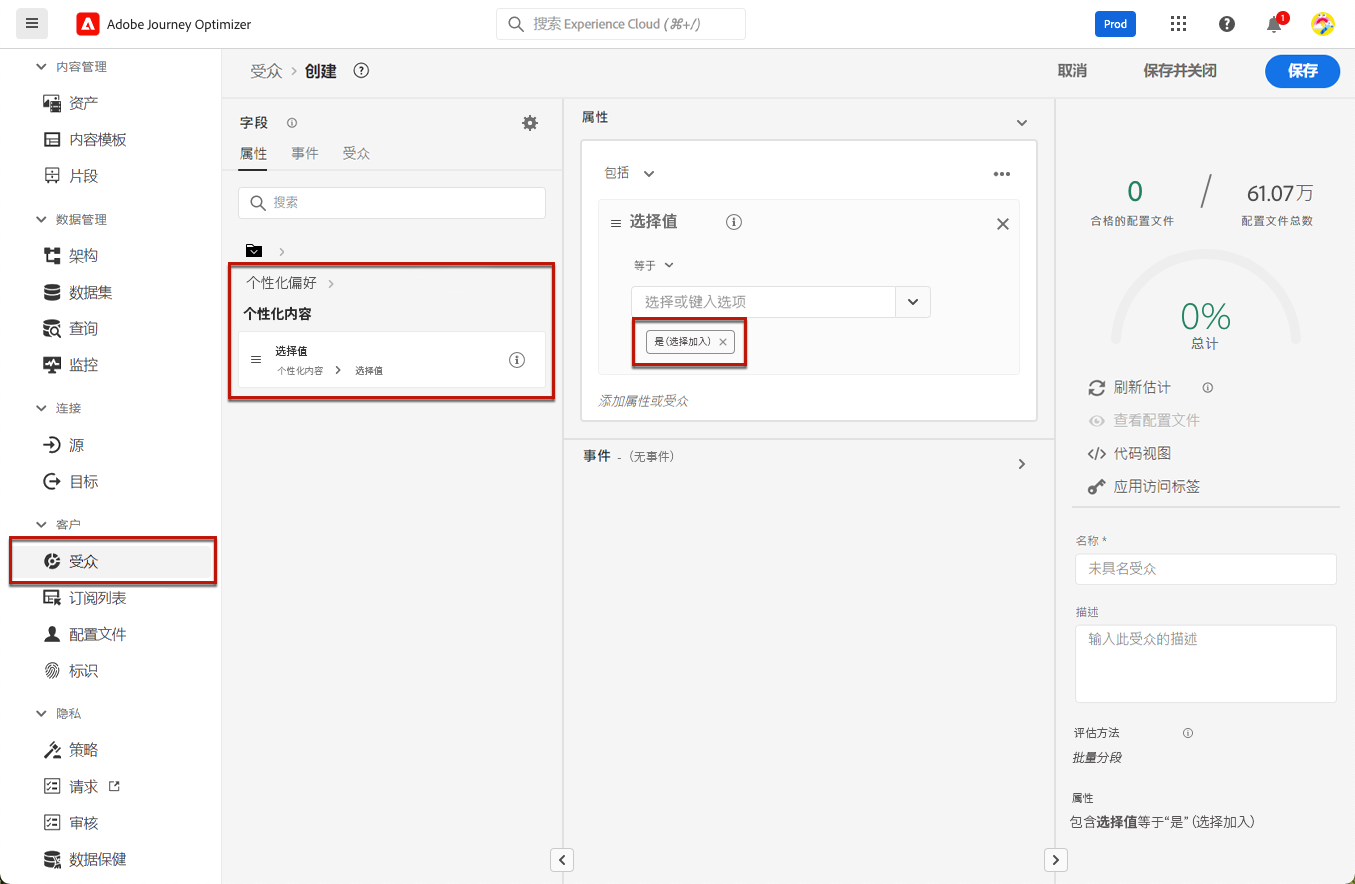 Adobe Journey Optimizer
搜索 Experience Cloud (⌘+/)
Prod
1
内容管理
资产
内容模板
片段
数据管理
架构
数据集
查询
监控
连接
源
目标
客户
受众
订阅列表
配置文件
标识
隐私
策略
请求
审核
数据保健
受众 > 创建
取消
保存并关闭
保存
字段
属性
事件
受众
搜索
个性化偏好
个性化内容
选择值
个性化内容 > 选择值
属性
包括
选择值
等于
选择或键入选项
是(选择加入)
添加属性或受众
事件 - （无事件）
0 / 61.07万
合格的配置文件
配置文件总数
0%
总计
刷新估计
查看配置文件
</> 代码视图
应用访问标签
名称 *
未具名受众
描述
输入此受众的描述
评估方法
批量分段
属性
包含选择值等于“是” (选择加入)